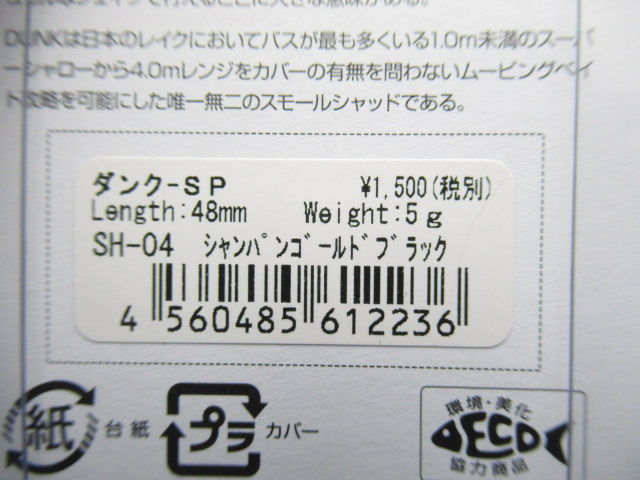 DUNKは日本のレイクにおいてバスが最も多くいる1.0m未満のスーパ
ーシャローから4.0mレンジをカバーの有無を問わないムービングベイ
ト攻略を可能にした唯一無二のスモールシャッドである。
ダンク-SP ¥1,500(税別)
Length:48mm Weight:5g
SH-04 シャンパンゴールドブラック
4 560485 612236
紙 台紙
プラ カバー
環境・美化
DECO
協力商品